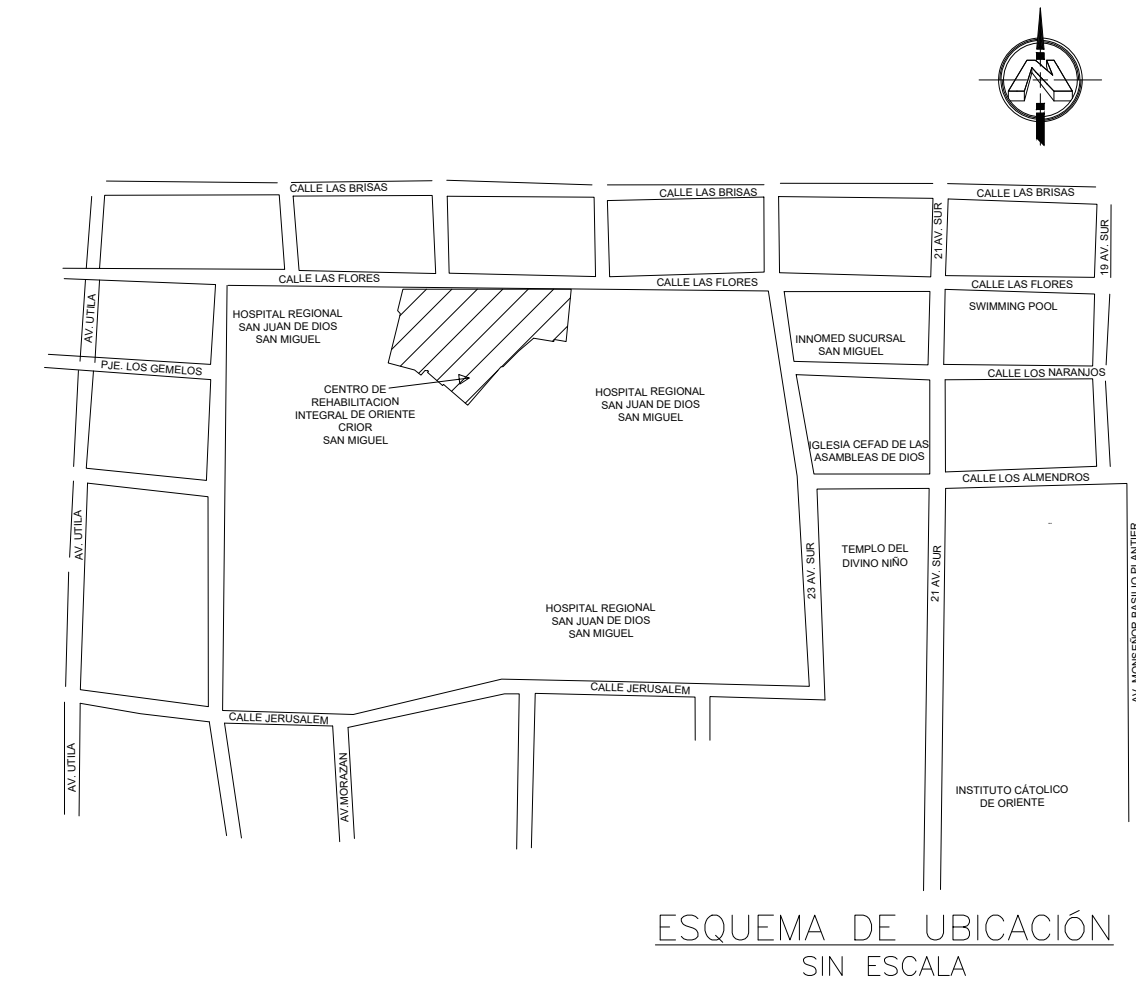 N
CALLE LAS BRISAS
CALLE LAS BRISAS
CALLE LAS BRISAS
21 AV. SUR
19 AV. SUR
CALLE LAS FLORES
CALLE LAS FLORES
CALLE LAS FLORES
AV. UTILA
HOSPITAL REGIONAL
SAN JUAN DE DIOS
SAN MIGUEL
SWIMMING POOL
INNOMED SUCURSAL
SAN MIGUEL
PJE. LOS GEMELOS
CALLE LOS NARANJOS
CENTRO DE
REHABILITACION
INTEGRAL DE ORIENTE
CRIOR
SAN MIGUEL
HOSPITAL REGIONAL
SAN JUAN DE DIOS
SAN MIGUEL
IGLESIA CEFAD DE LAS
ASAMBLEAS DE DIOS
CALLE LOS ALMENDROS
AV. UTILA
TEMPLO DEL
DIVINO NIÑO
23 AV. SUR
21 AV. SUR
AV. MONSEÑOR BASILIO PLANTIER
HOSPITAL REGIONAL
SAN JUAN DE DIOS
SAN MIGUEL
CALLE JERUSALEM
CALLE JERUSALEM
AV. UTILA
AV.MORAZAN
INSTITUTO CÁTOLICO
DE ORIENTE
ESQUEMA DE UBICACIÓN
SIN ESCALA